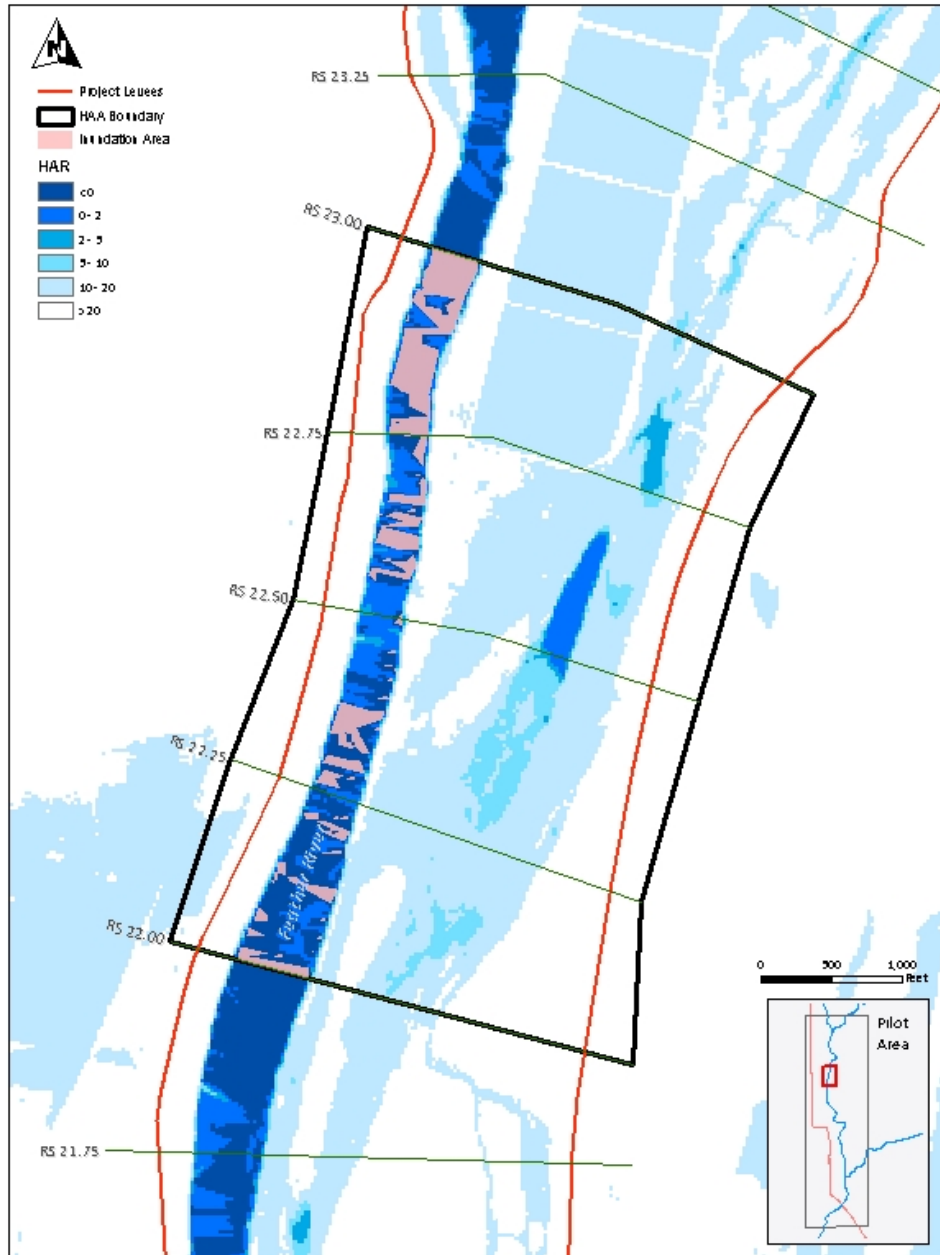 N
Project Levees
HAA Boundary
Inundation Area
HAR
<0
0- 2
2- 5
5- 10
10- 20
>20
RS 23.25
RS 23.00
RS 22.75
RS 22.50
RS 22.25
RS 22.00
RS 21.75
Feather River
0 500 1,000
Feet
Pilot
Area